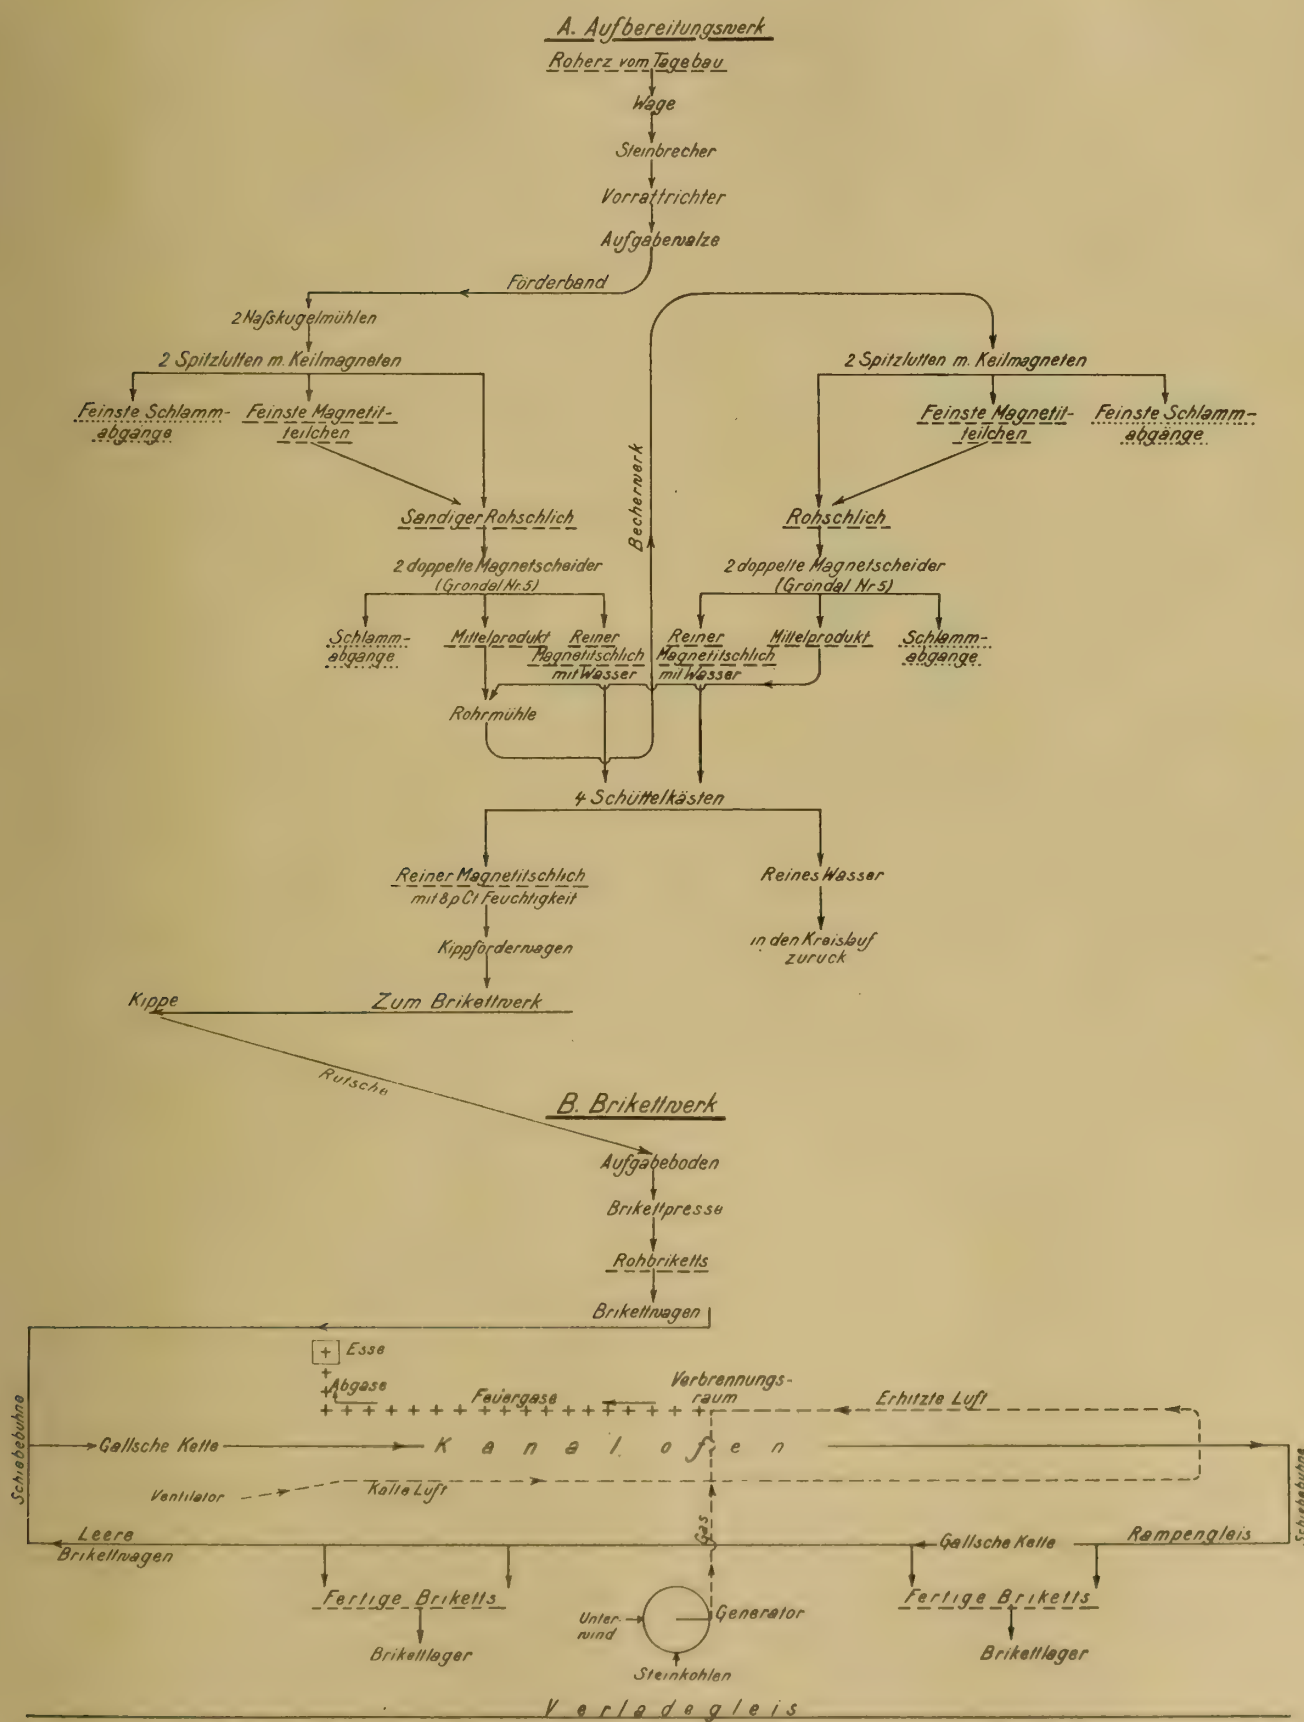 A. Aufbereitungswerk
Roherz vom Tagebau
Wage
Steinbrecher
Vorrattrichter
Aufgabewalze
Förderband
2 Naßkugelmühlen
2 Spitzlutten m. Keilmagneten
Feinste Schlamm-
abgänge
Feinste Magnetit-
teilchen
Sandiger Rohschlich
2 doppelte Magnetscheider
(Gröndal Nr. 5)
Schlamm-
abgänge
Mittelprodukt
Reiner
Magnetitschlich
mit Wasser
Rohrmühle
Becherwerk
2 Spitzlutten m. Keilmagneten
Feinste Magnetit-
teilchen
Feinste Schlamm-
abgänge
Rohschlich
2 doppelte Magnetscheider
(Gröndal Nr. 5)
Reiner
Magnetitschlich
mit Wasser
Mittelprodukt
Schlamm-
abgänge
4 Schüttelkästen
Reiner Magnetitschlich
mit 8 p Ct Feuchtigkeit
Kippförderwagen
Zum Brikettwerk
Reines Wasser
in den Kreislauf
zuruck
Kippe
Rutsche
B. Brikettwerk
Aufgabeboden
Brikettpresse
Rohbriketts
Brikettwagen
Esse
Abgase
Feuergase
Verbrennungs-
raum
Erhitzte Luft
Schiebebühne
Gallsche Kette
Kanalofen
Schiebebühne
Ventilator
Kalte Luft
Gas
Leere
Brikettwagen
Gallsche Kette
Rampengleis
Fertige Briketts
Brikettlager
Unter-
wind
Generator
Steinkohlen
Fertige Briketts
Brikettlager
Verladegleis